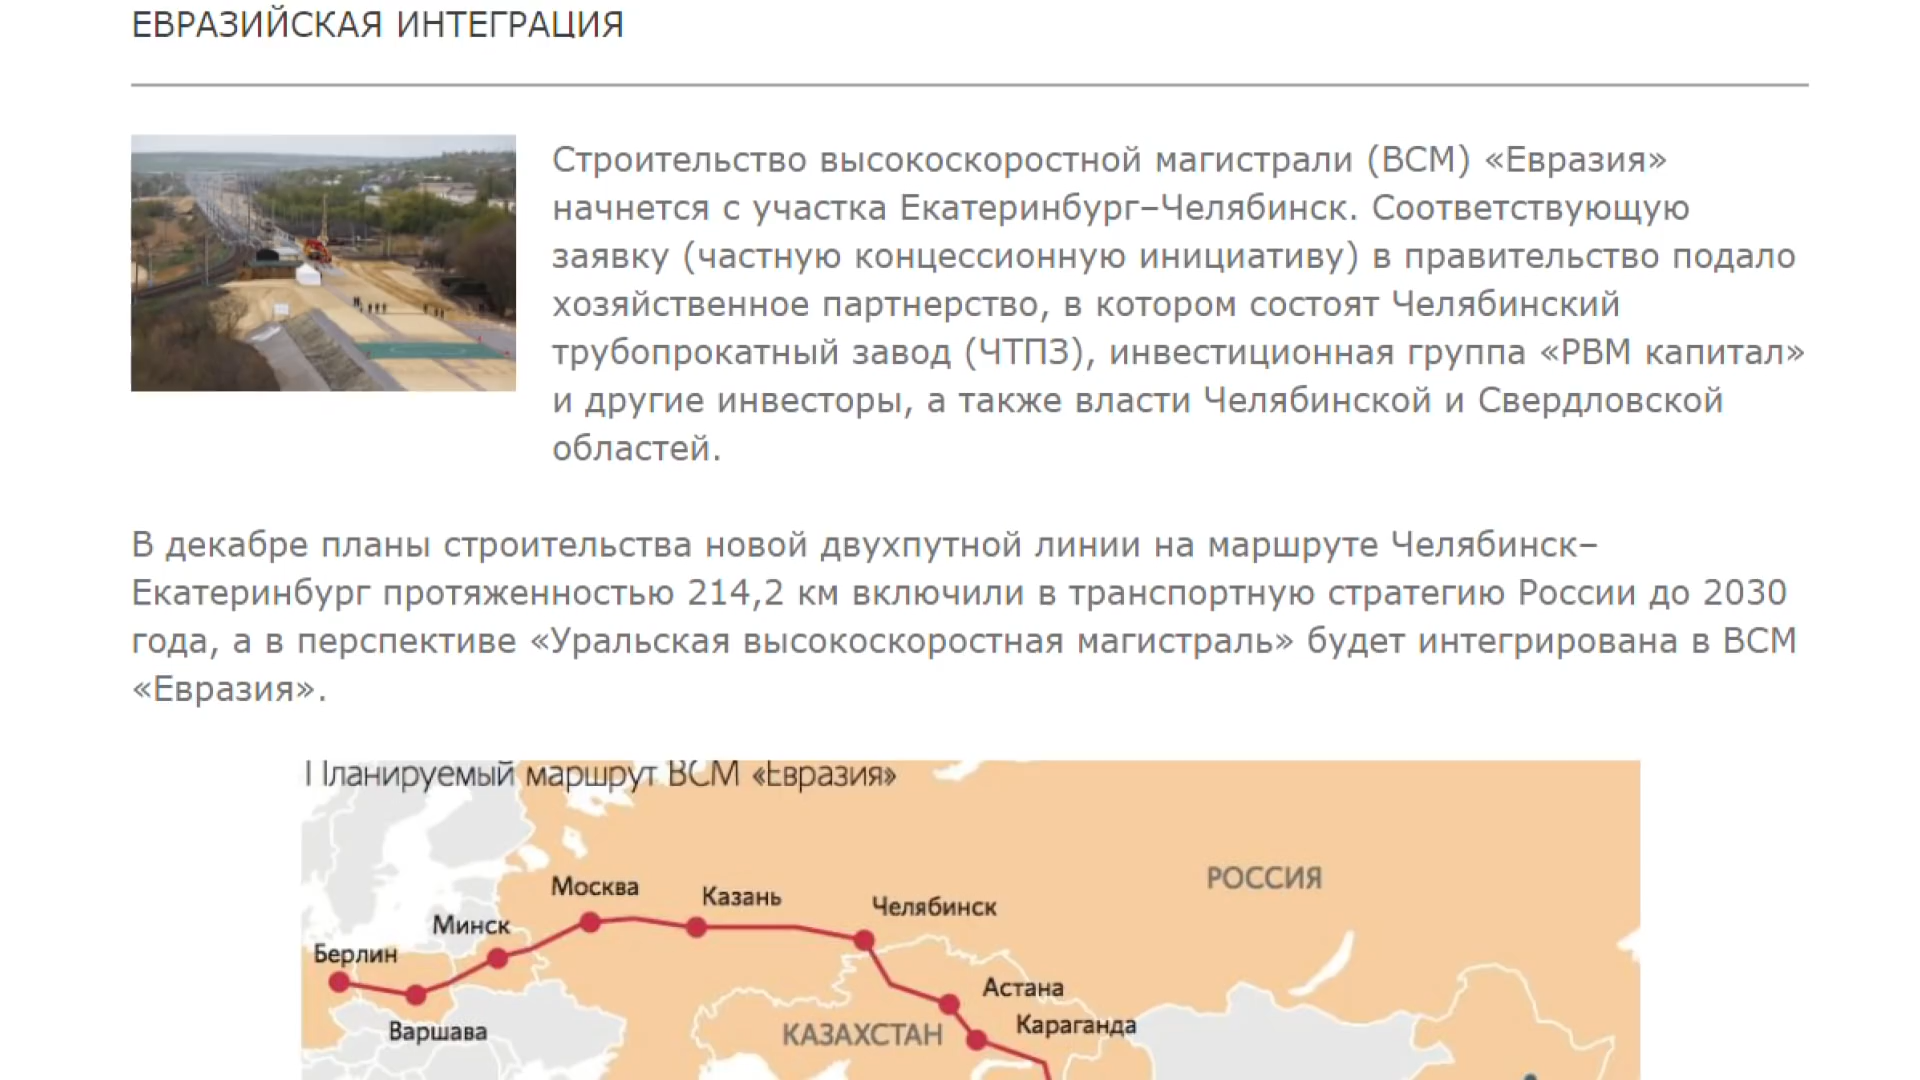 ЕВРАЗИЙСКАЯ ИНТЕГРАЦИЯ
Строительство высокоскоростной магистрали (ВСМ) «Евразия»
начнется с участка Екатеринбург–Челябинск. Соответствующую
заявку (частную концессионную инициативу) в правительство подало
хозяйственное партнерство, в котором состоят Челябинский
трубопрокатный завод (ЧТПЗ), инвестиционная группа «РВМ капитал»
и другие инвесторы, а также власти Челябинской и Свердловской
областей.
В декабре планы строительства новой двухпутной линии на маршруте Челябинск–
Екатеринбург протяженностью 214,2 км включили в транспортную стратегию России до 2030
года, а в перспективе «Уральская высокоскоростная магистраль» будет интегрирована в ВСМ
«Евразия».
Планируемый маршрут ВСМ «Евразия»
РОССИЯ
Москва
Казань
Челябинск
Минск
Берлин
Астана
Варшава
КАЗАХСТАН
Караганда